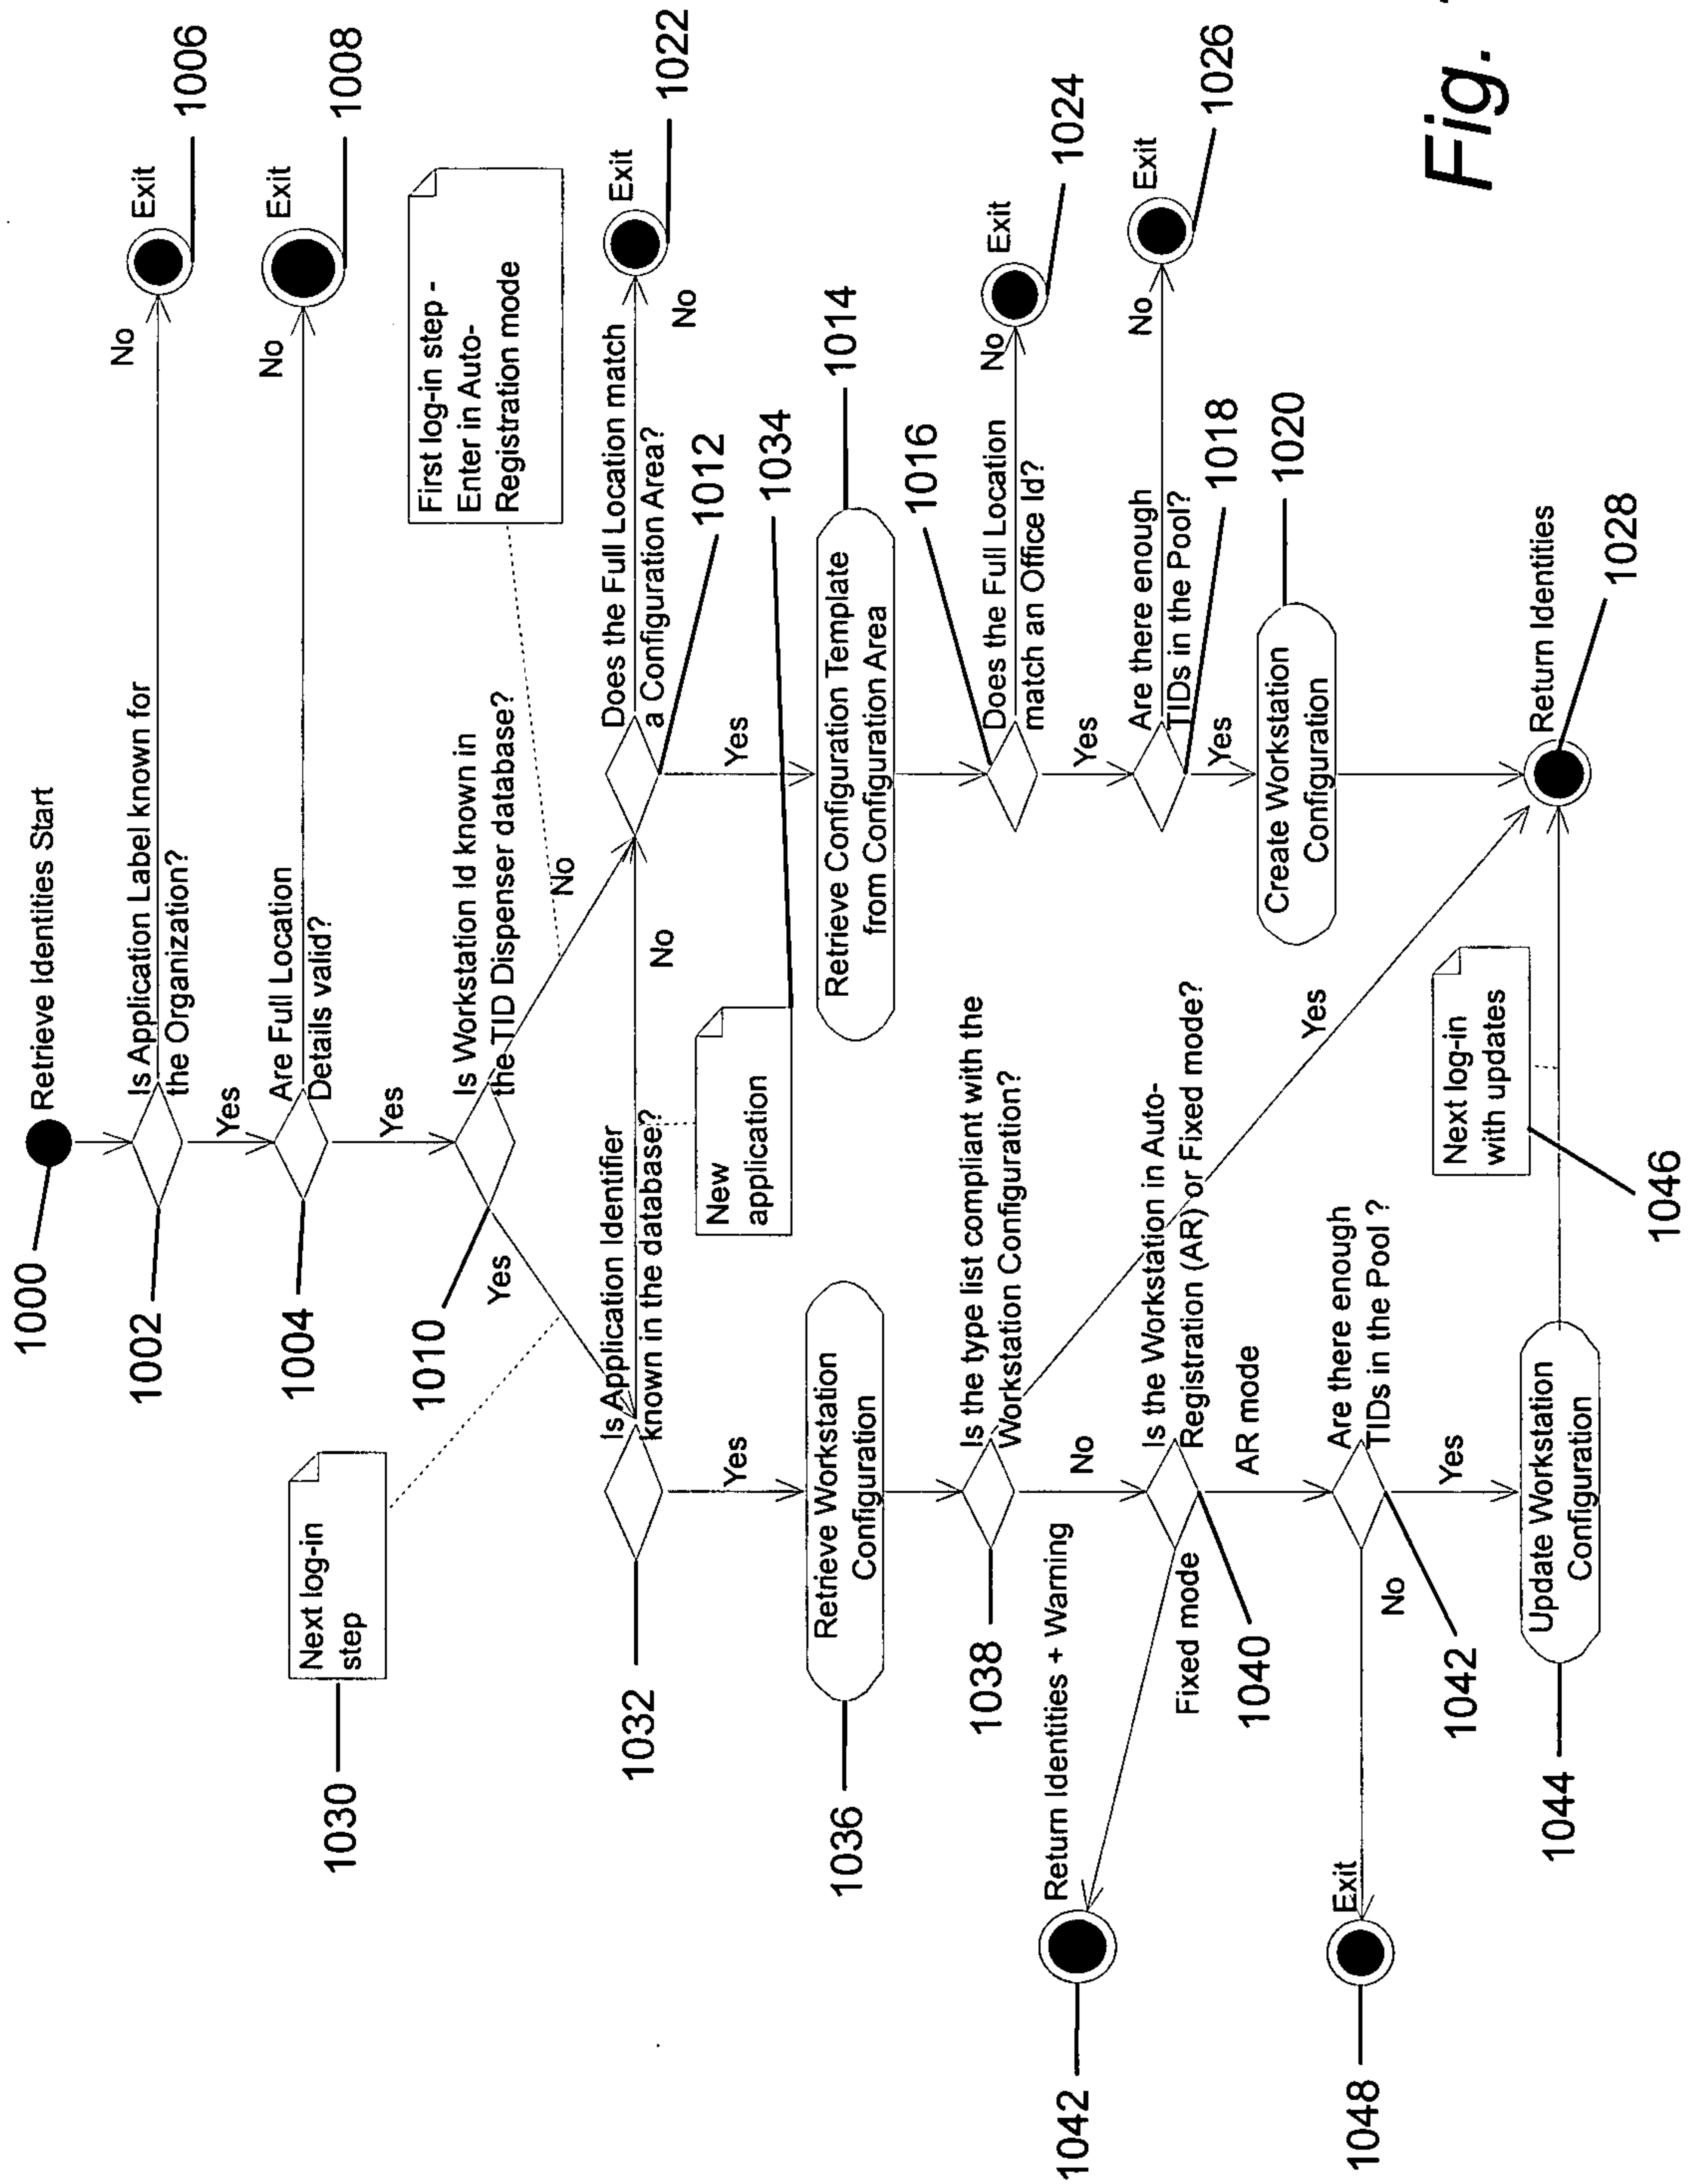 1000
Retrieve Identities Start
1002
Is Application Label known for
the Organization?
No
Exit
1006
Yes
1004
Are Full Location
Details valid?
No
Exit
1008
Yes
1030
Next log-in
step
1010
Is Workstation Id known in
the TID Dispenser database?
First log-in step -
Enter in Auto-
Registration mode
Yes
No
1032
Is Application Identifier
known in the database?
No
Does the Full Location match
a Configuration Area?
No
Exit
1022
1012
New
application
1034
Yes
Yes
1036
Retrieve Workstation
Configuration
Retrieve Configuration Template
from Configuration Area
1014
1016
1038
Is the type list compliant with the
Workstation Configuration?
Does the Full Location
match an Office Id?
No
Exit
1024
1042
Return Identities + Warning
No
Yes
Fixed mode
1040
Is the Workstation in Auto-
Registration (AR) or Fixed mode?
Are there enough
TIDs in the Pool?
No
Exit
1026
1018
AR mode
Yes
Yes
Create Workstation
Configuration
1020
1048
Exit
No
1042
Are there enough
TIDs in the Pool ?
Yes
Next log-in
with updates
1046
1044
Update Workstation
Configuration
Return Identities
1028
Fig.